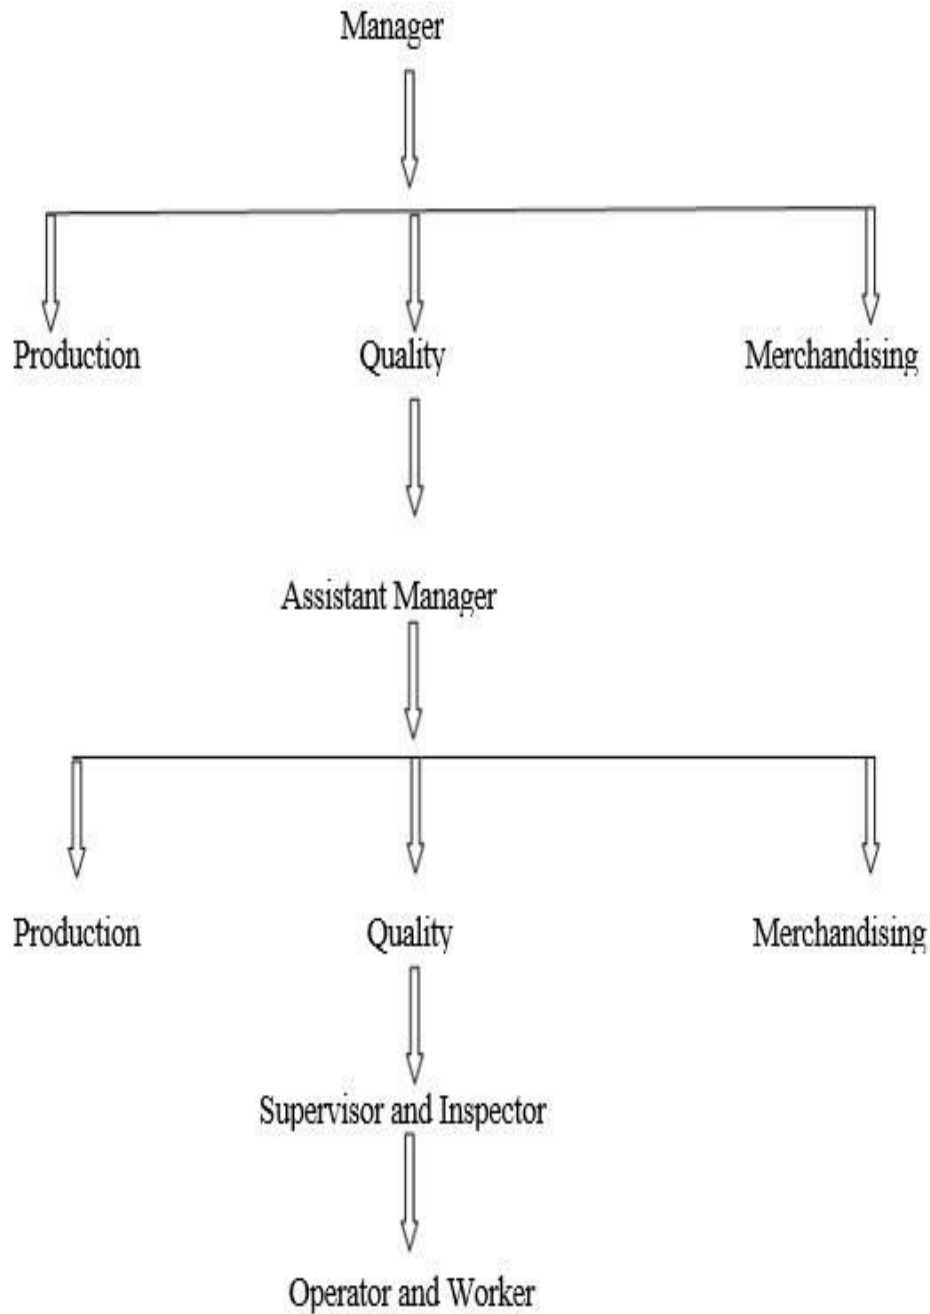 Manager
Production Quality Merchandising
Assistant Manager
Production Quality Merchandising
Supervisor and Inspector
Operator and Worker